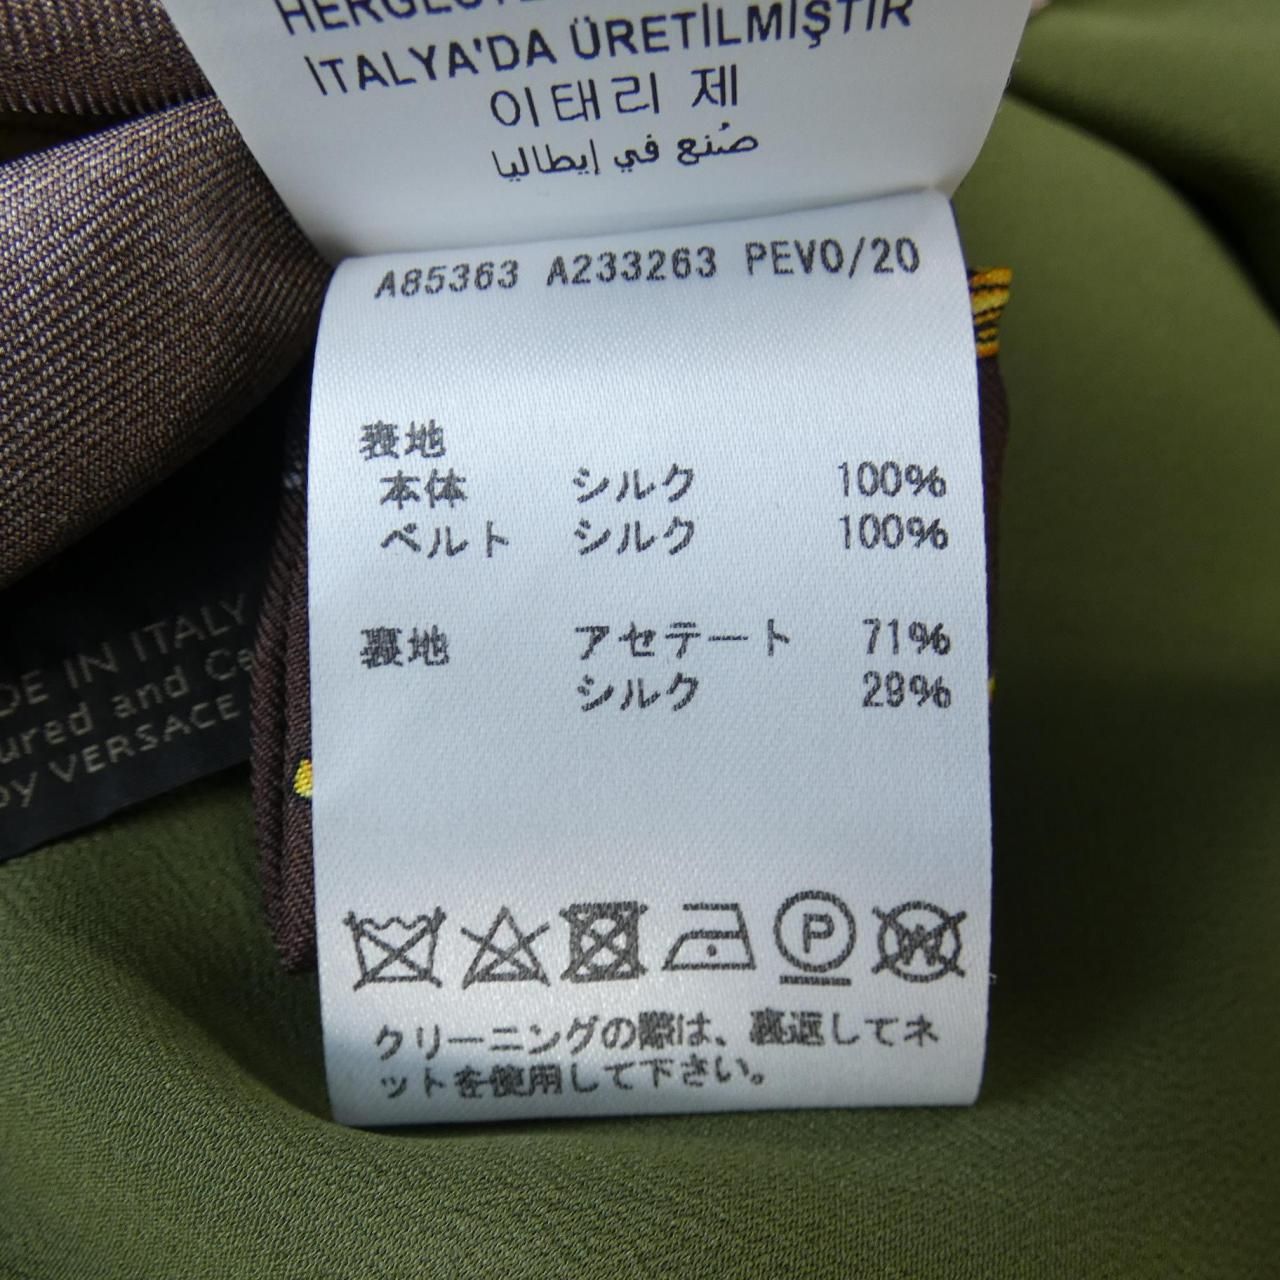 İTALYA'DA ÜRETİLMİŞTİR
이태리 제
صُنع في إيطاليا
A85363 A233263 PEVO/20
表地
本体 シルク 100%
ベルト シルク 100%
裏地 アセテート 71%
シルク 29%
P
W
クリーニングの際は、裏返してネ
ットを使用して下さい。
DE IN ITALY
ured and Ce
by VERSACE